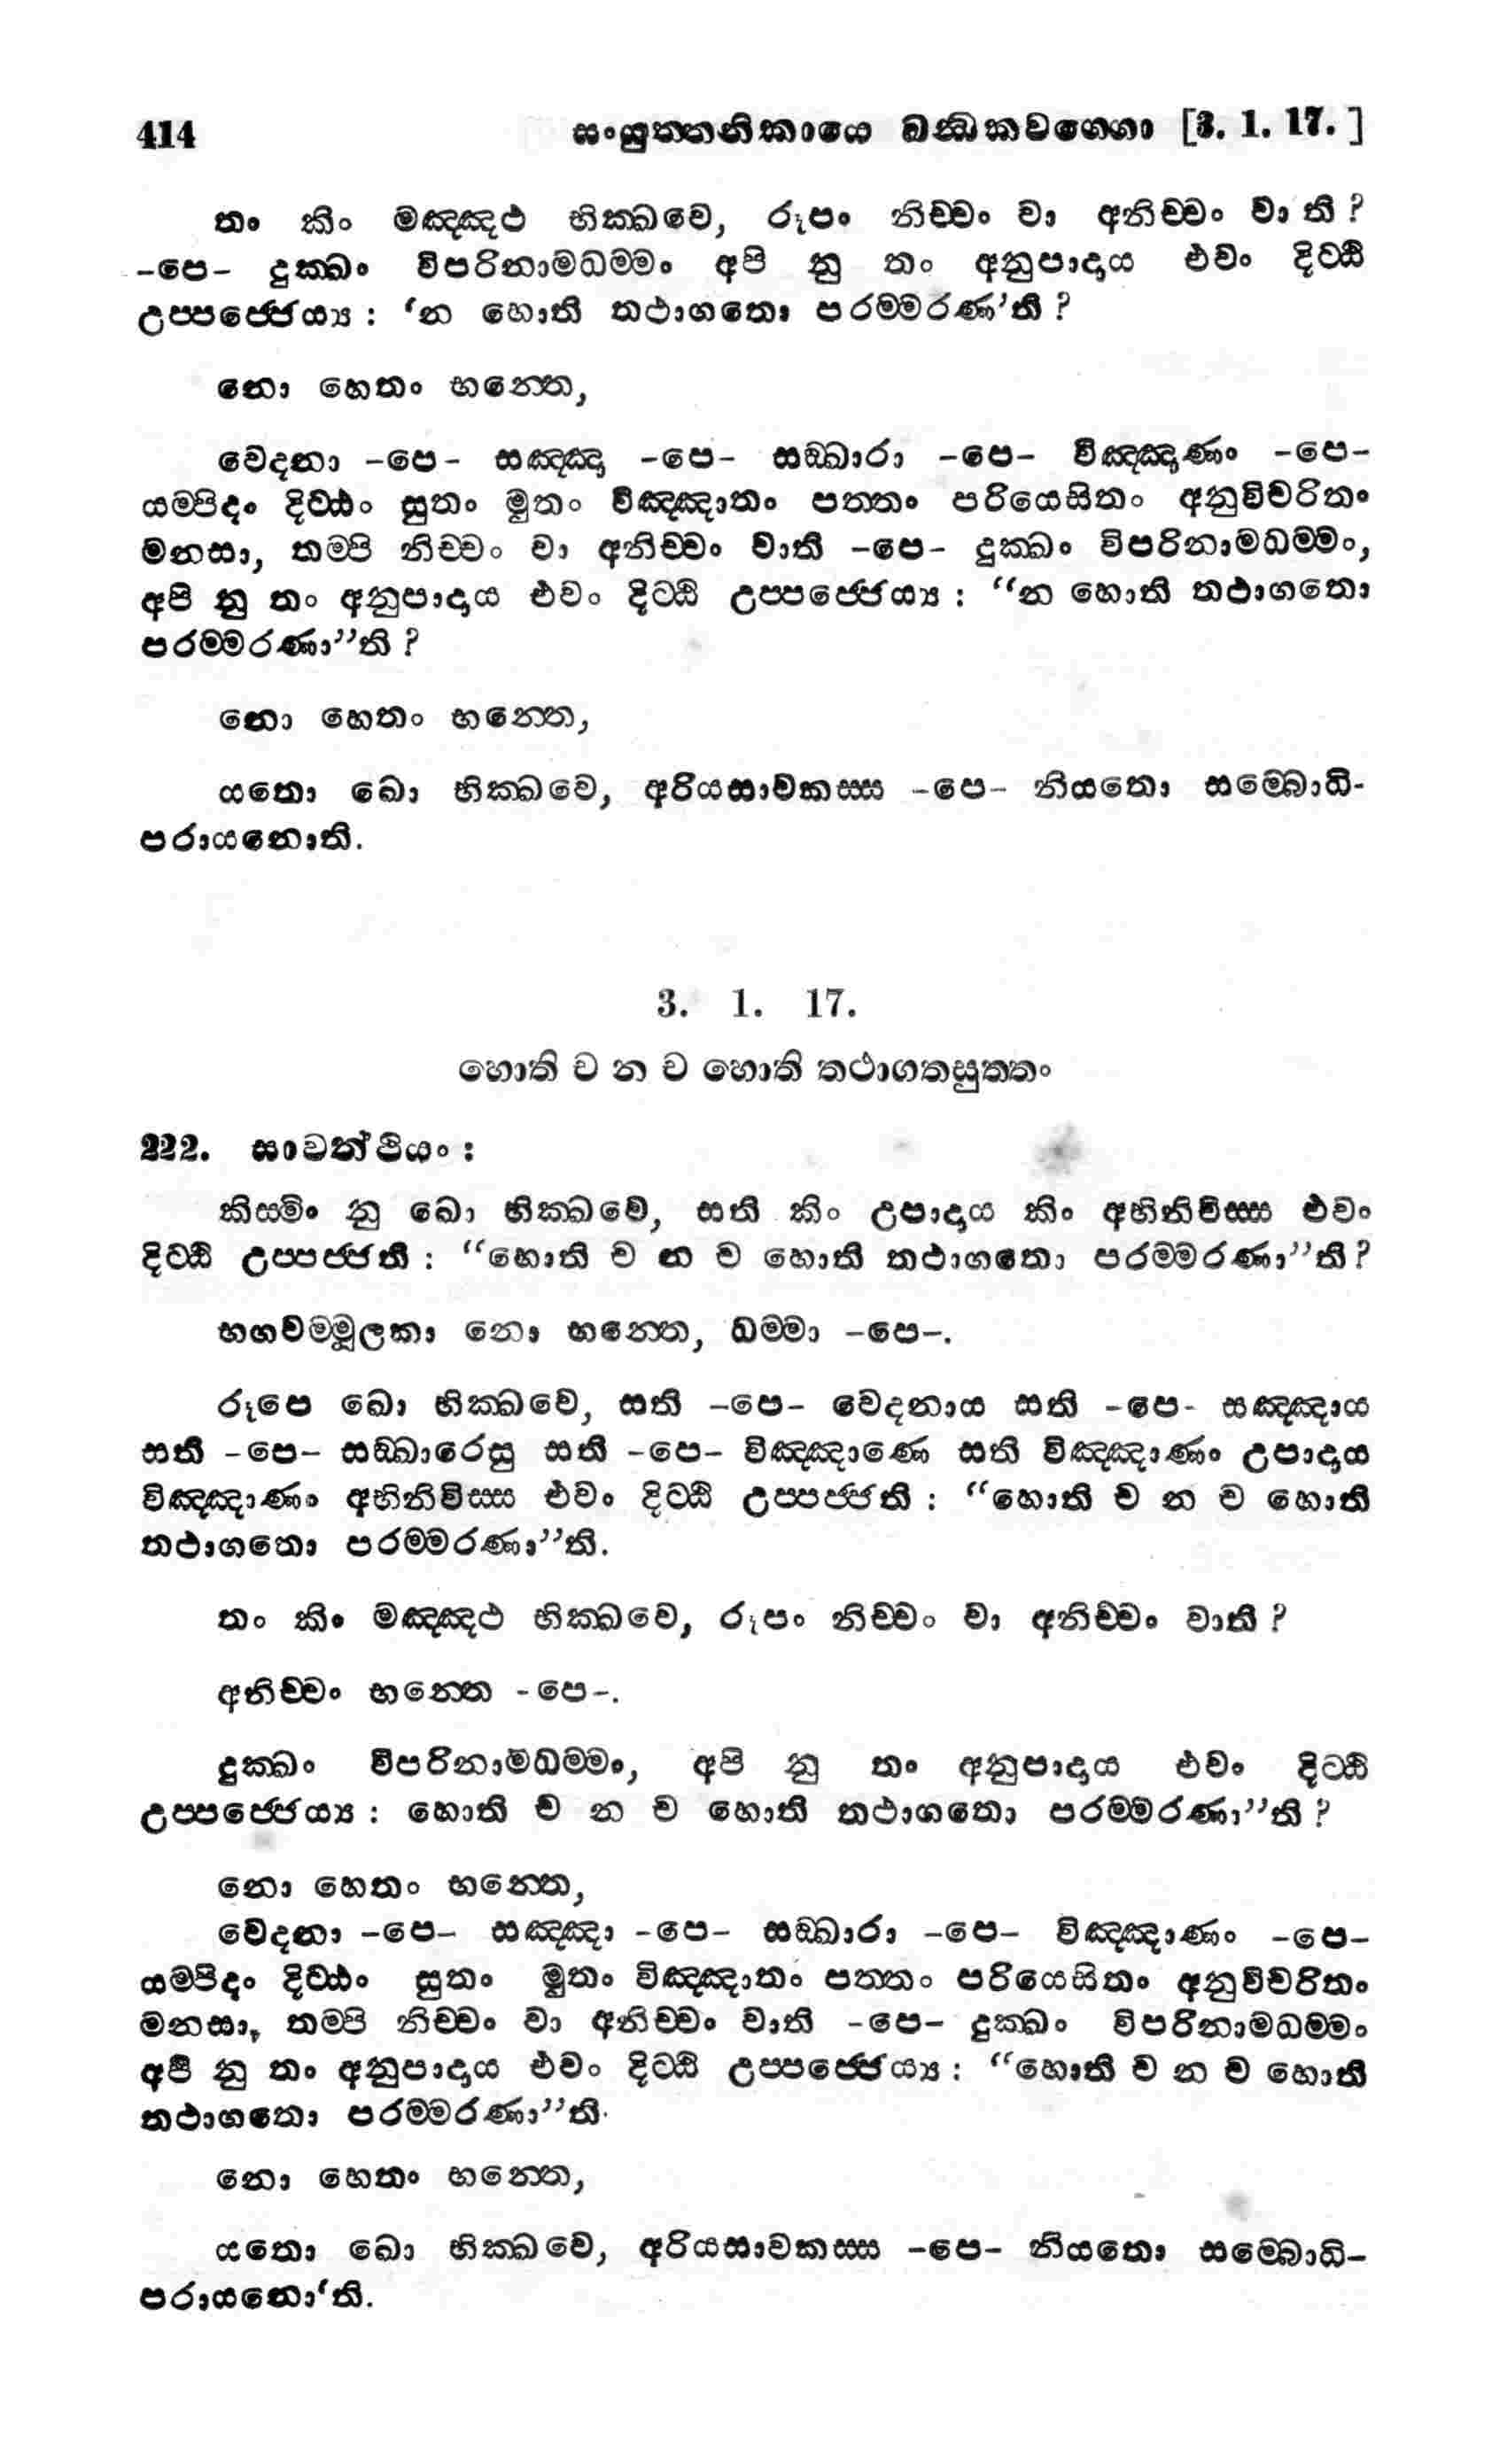 414 සංයුත්තනිකායෙ ඛන්ධකවග්ගො [3. 1. 17. ]
තං කිං මඤ්ඤථ භික්ඛවෙ, රූපං නිච්චං වා අනිච්චං වා ති ?
-පෙ- දුක්ඛං විපරිනාමධම්මං අපි නු තං අනුපාදාය එවං දිට්ඨි
උප්පජ්ජෙය්‍ය : ‘න හොති තථාගතො පරම්මරණ’ති ?
නො හෙතං භන්තෙ,
වෙදනා -පෙ- සඤ්ඤා -පෙ- සඞ්ඛාරා -පෙ- විඤ්ඤාණං -පෙ-
යම්පිදං දිට්ඨං සුතං මුතං විඤ්ඤාතං පත්තං පරියෙසිතං අනුවිචරිතං
මනසා, තම්පි නිච්චං වා අනිච්චං වාති -පෙ- දුක්ඛං විපරිනාමධම්මං,
අපි නු තං අනුපාදාය එවං දිට්ඨි උප්පජ්ජෙය්‍ය : “න හොති තථාගතො
පරම්මරණා”ති ?
නො හෙතං භන්තෙ,
යතො ඛො භික්ඛවෙ, අරියසාවකස්ස -පෙ- නියතො සම්බොධි-
පරායනොති.
3. 1. 17.
හොති ච න ච හොති තථාගතසුත්තං
222. සාවත්ථියං :
කිස්මිං නු ඛො භික්ඛවෙ, සති කිං උපාදාය කිං අභිනිවිස්ස එවං
දිට්ඨි උප්පජ්ජති : “හොති ච න ච හොති තථාගතො පරම්මරණා”ති ?
භගවම්මූලකා නො භන්තෙ, ධම්මා -පෙ-.
රූපෙ ඛො භික්ඛවෙ, සති -පෙ- වෙදනාය සති -පෙ- සඤ්ඤාය
සති -පෙ- සඞ්ඛාරෙසු සති -පෙ- විඤ්ඤාණෙ සති විඤ්ඤාණං උපාදාය
විඤ්ඤාණං අභිනිවිස්ස එවං දිට්ඨි උප්පජ්ජති : “හොති ච න ච හොති
තථාගතො පරම්මරණා”ති.
තං කිං මඤ්ඤථ භික්ඛවෙ, රූපං නිච්චං වා අනිච්චං වාති ?
අනිච්චං භන්තෙ -පෙ-.
දුක්ඛං විපරිනාමධම්මං, අපි නු තං අනුපාදාය එවං දිට්ඨි
උප්පජ්ජෙය්‍ය : හොති ච න ච හොති තථාගතො පරම්මරණා”ති ?
නො හෙතං භන්තෙ,
වෙදනා -පෙ- සඤ්ඤා -පෙ- සඞ්ඛාරා -පෙ- විඤ්ඤාණං -පෙ-
යම්පිදං දිට්ඨං සුතං මුතං විඤ්ඤාතං පත්තං පරියෙසිතං අනුවිචරිතං
මනසා, තම්පි නිච්චං වා අනිච්චං වාති -පෙ- දුක්ඛං විපරිනාමධම්මං
අපි නු තං අනුපාදාය එවං දිට්ඨි උප්පජ්ජෙය්‍ය : “හොති ච න ච හොති
තථාගතො පරම්මරණා”ති.
නො හෙතං භන්තෙ,
යතො ඛො භික්ඛවෙ, අරියසාවකස්ස -පෙ- නියතො සම්බොධි-
පරායනො‘ති.